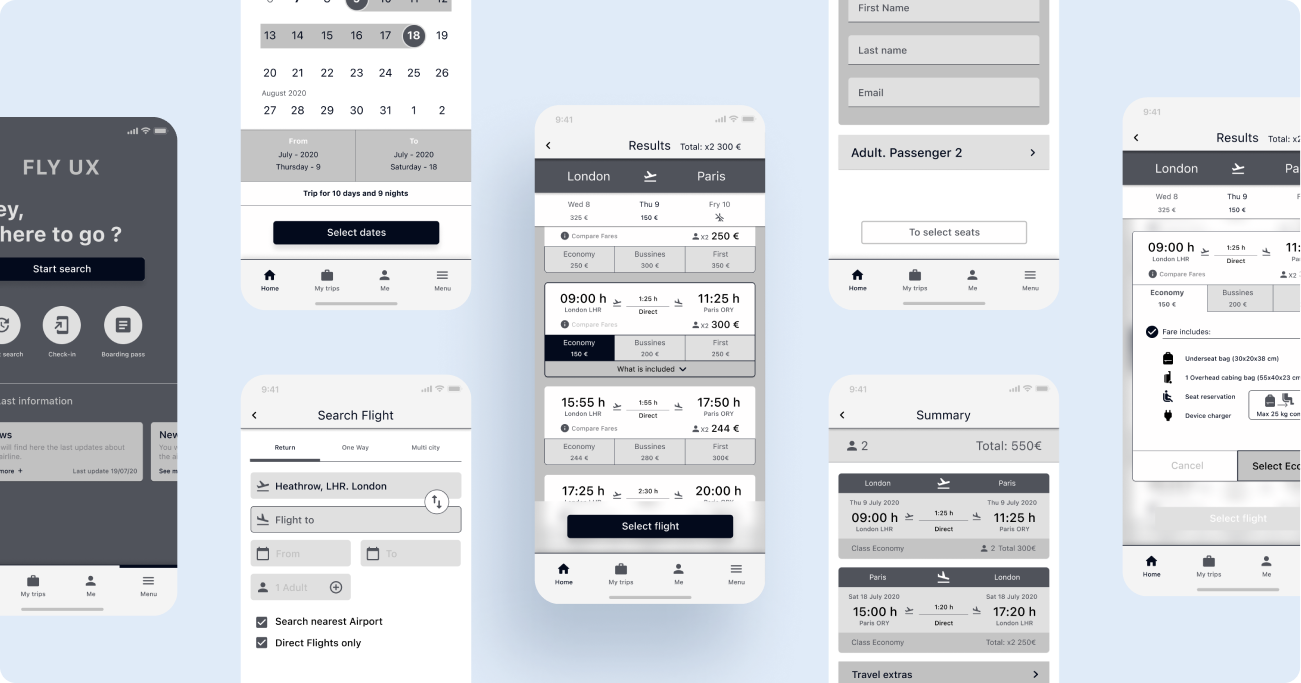 FLY UX
ey,
here to go ?
Start search
search
Check-in
Boarding pass
ast information
ws
will find here the last updates about
irline.
more +
Last update 19/07/20
New
You w
the ai
See m
My trips
Me
Menu
7
8
9
10
11
12
13 14 15 16 17 18 19
20 21 22 23 24 25 26
August 2020
27 28 29 30 31 1 2
From
To
July - 2020
July - 2020
Thursday - 9
Saturday - 18
Trip for 10 days and 9 nights
Select dates
Home
My trips
Me
Menu
9:41
Search Flight
Return
One Way
Multi city
Heathrow, LHR. London
Flight to
From
To
1 Adult
Search nearest Airport
Direct Flights only
9:41
Results Total: x2 300 €
London Paris
Wed 8 Thu 9 Fry 10
325 € 150 €
Compare Fares X2 250 €
Economy Bussines First
250 € 300 € 350 €
09:00 h 1:25 h 11:25 h
London LHR Direct Paris ORY
Compare Fares X2 300 €
Economy Bussines First
150 € 200 € 250 €
What is included
15:55 h 1:55 h 17:50 h
London LHR Direct Paris ORY
Compare Fares X2 244 €
Economy Bussines First
244 € 280 € 300€
17:25 h 2:30 h 20:00 h
Select flight
Home
My trips
Me
Menu
First Name
Last name
Email
Adult. Passenger 2
To select seats
Home
My trips
Me
Menu
9:41
Summary
2 Total: 550€
London Paris
Thu 9 July 2020 Thu 9 July 2020
09:00 h 1:25 h 11:25 h
London LHR Direct Paris ORY
Class Economy 2 Total 300€
Paris London
Sat 18 July 2020 Sat 18 July 2020
15:00 h 1:20 h 17:20 h
Paris ORY Direct London LHR
Class Economy Total: x2 250€
Travel extras
9:41
Results Total: x2
London Pa
Wed 8 Thu 9 F
325 € 150 €
09:00 h 1:25 h 11:
London LHR Direct Pa
Compare Fares X2
Economy Bussines
150 € 200 €
Fare includes:
Underseat bag (30x20x38 cm)
1 Overhead cabing bag (55x40x23 cm
Seat reservation
Device charger
Max 25 kg com
Cancel
Select Eco
Select flight
Home
My trips
Me